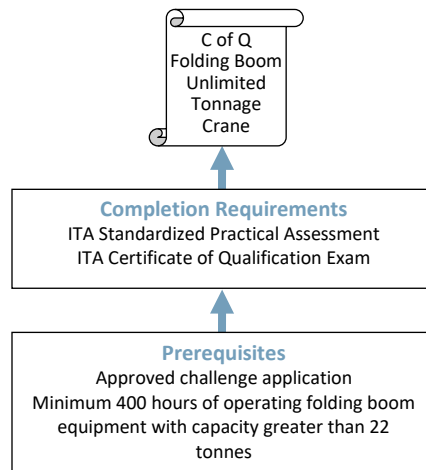 C of Q
Folding Boom
Unlimited
Tonnage
Crane
Completion Requirements
ITA Standardized Practical Assessment
ITA Certificate of Qualification Exam
Prerequisites
Approved challenge application
Minimum 400 hours of operating folding boom
equipment with capacity greater than 22
tonnes